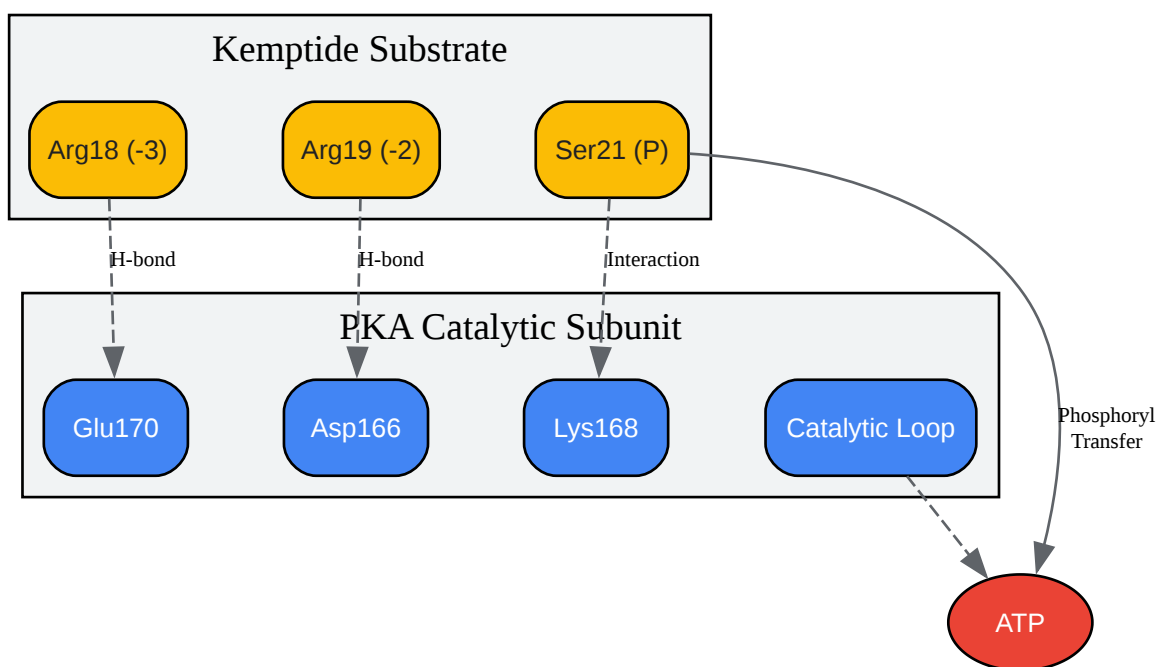 Kemptide Substrate
Arg18 (-3)
Arg19 (-2)
Ser21 (P)
H-bond
H-bond
Interaction
PKA Catalytic Subunit
Glu170
Asp166
Lys168
Catalytic Loop
Phosphoryl
Transfer
ATP